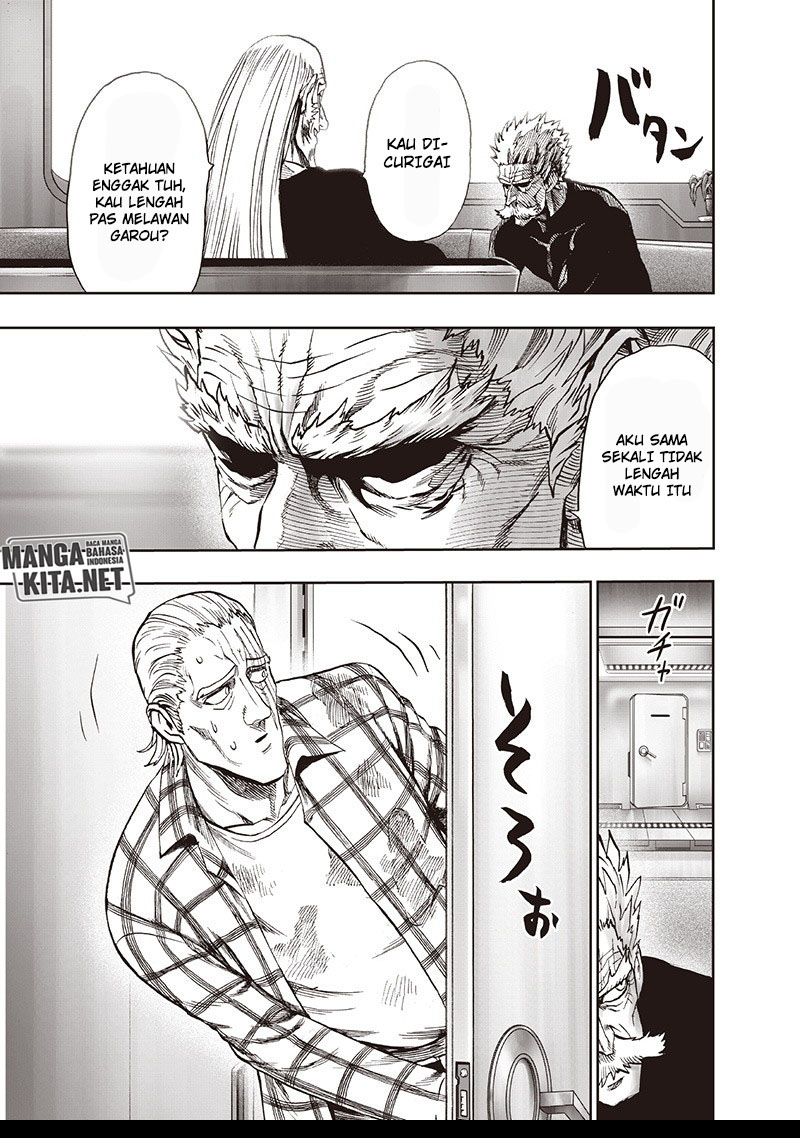 バタン
KAU DI-
CURIGAI
KETAHUAN
ENGGAK TUH,
KAU LENGAH
PAS MELAWAN
GAROU?
AKU SAMA
SEKALI TIDAK
LENGAH
WAKTU ITU
MANGA
BACA MANGA
BAHASA
INDONESIA
KITA.NET
ガチャ
そろぉ